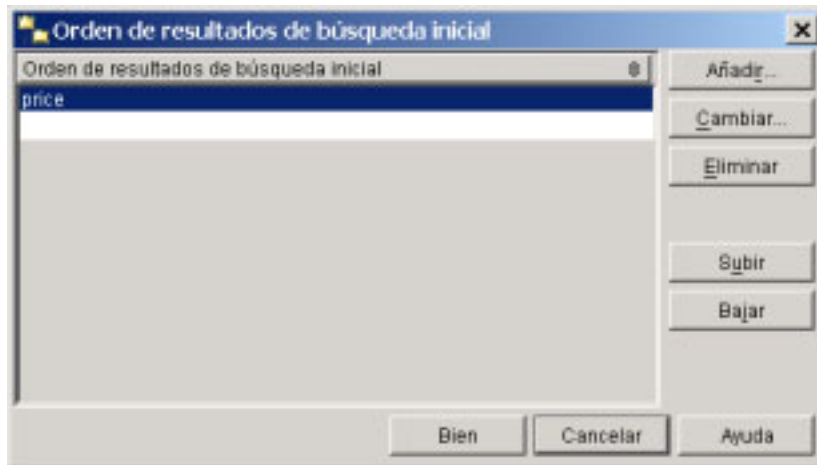 Orden de resultados de búsqueda inicial
Orden de resultados de búsqueda inicial
price
Añadir...
Cambiar...
Eliminar
Subir
Bajar
Bien
Cancelar
Ayuda